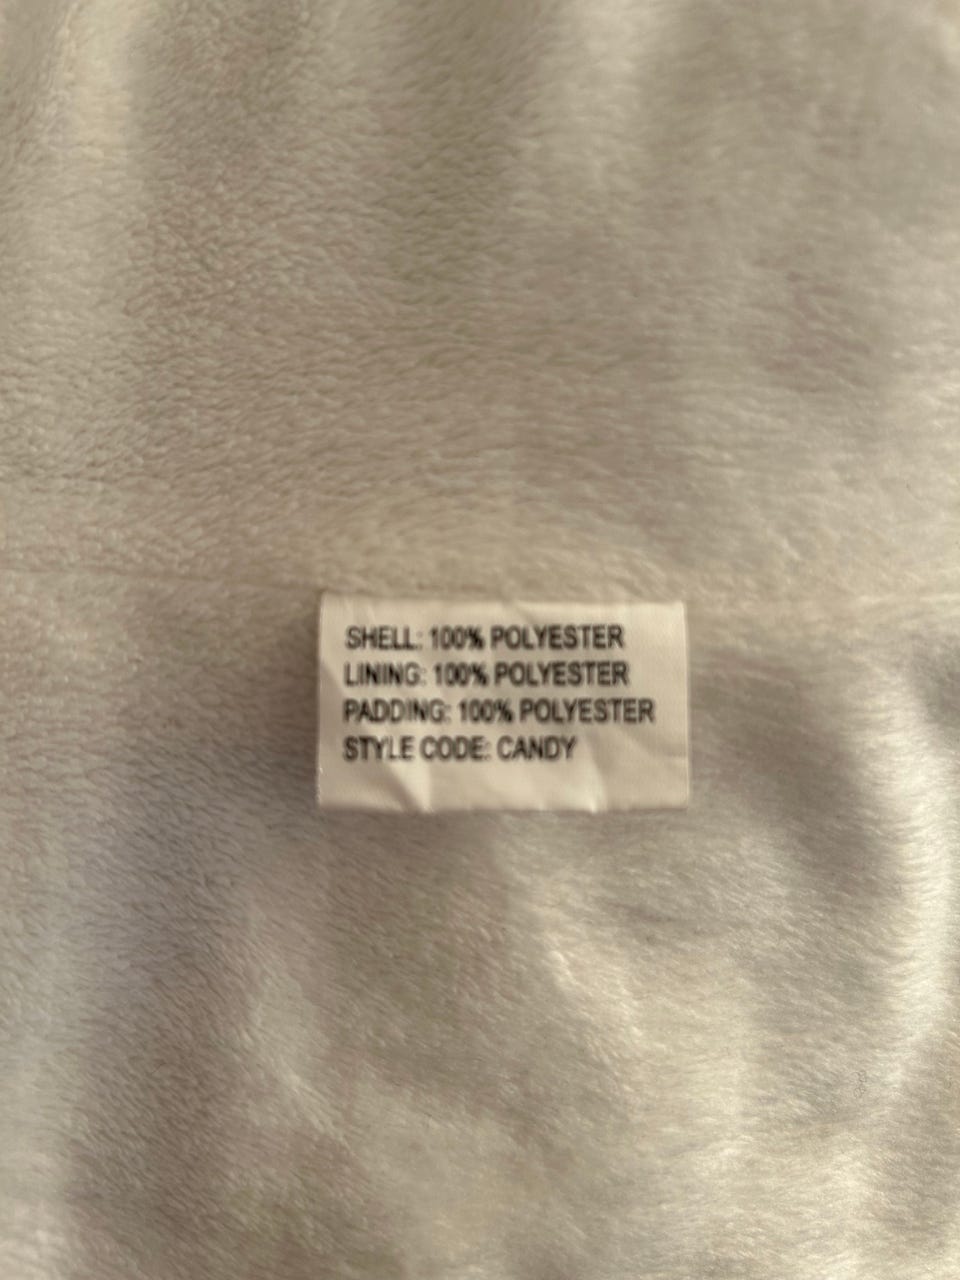 SHELL: 100% POLYESTER
LINING: 100% POLYESTER
PADDING: 100% POLYESTER
STYLE CODE: CANDY